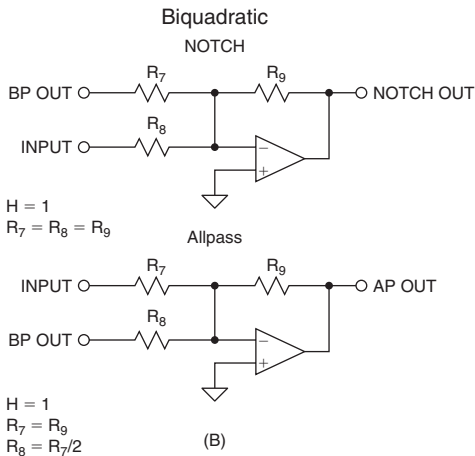 Biquadratic
NOTCH
R7
R9
BP OUT
NOTCH OUT
R8
INPUT
−
+
H = 1
R7 = R8 = R9
Allpass
R7
R9
INPUT
AP OUT
R8
BP OUT
−
+
H = 1
R7 = R9
R8 = R7/2
(B)